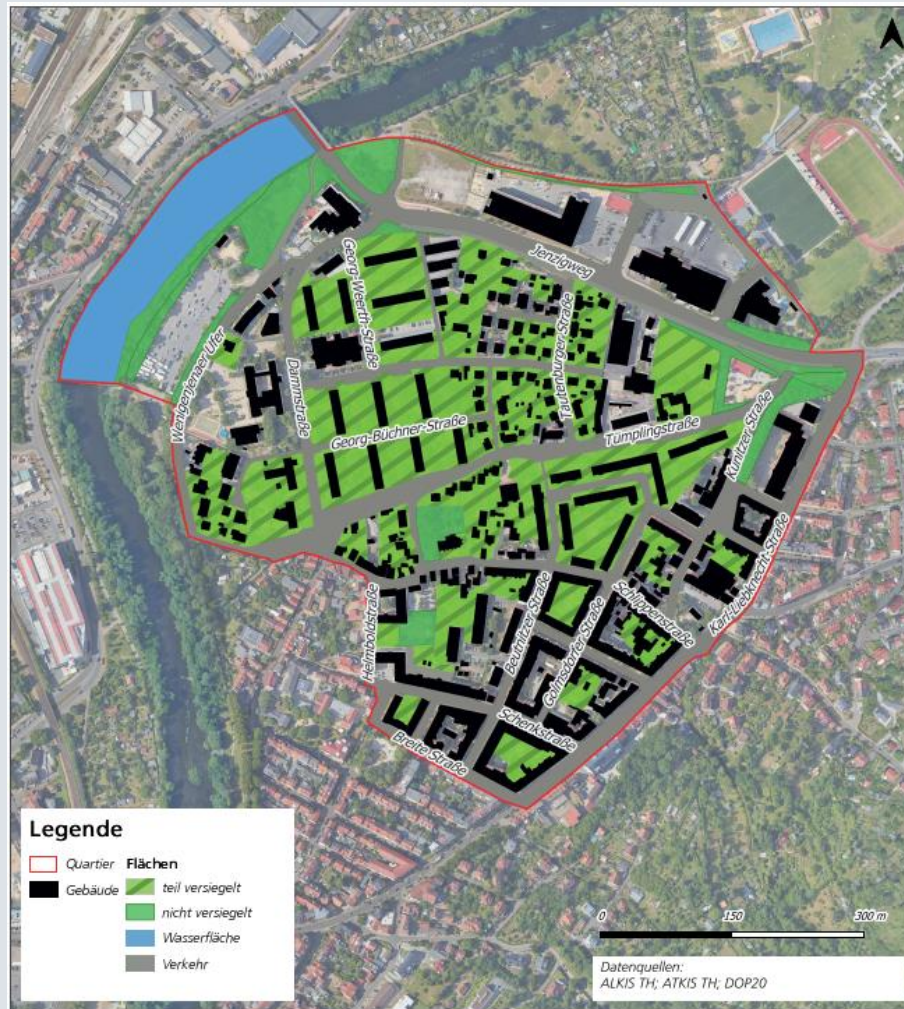 Jenzigweg
Georg-Weerth-Straße
Tautenburger-Straße
Wenigenjenaer Ufer
Dammstraße
Georg-Büchner-Straße
Tümplingstraße
Kunitzer Straße
Karl-Liebknecht-Straße
Schlippenstraße
Helmboldstraße
Beutnitzer Straße
Golmsdorfer Straße
Schenkstraße
Breite Straße
Legende
Quartier
Gebäude
Flächen
teil versiegelt
nicht versiegelt
Wasserfläche
Verkehr
0 150 300 m
Datenquellen:
ALKIS TH; ATKIS TH; DOP20